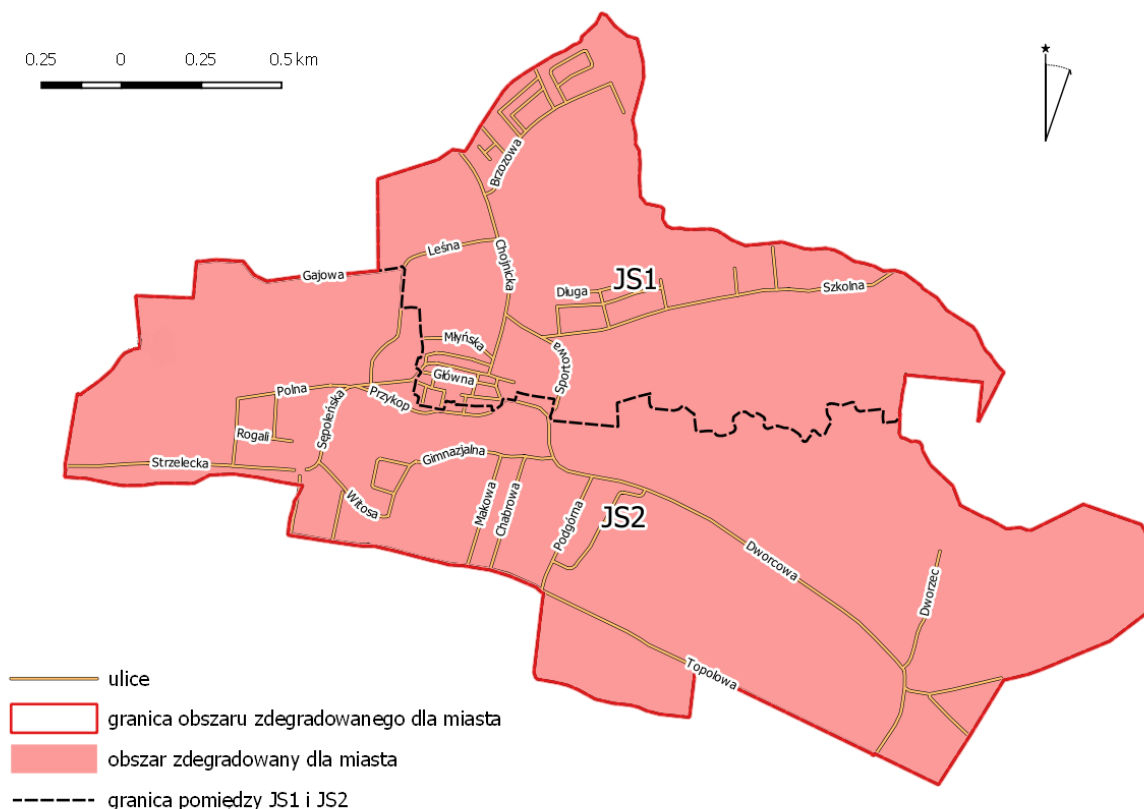 0.25 0 0.25 0.5 km
Brzozowa
Leśna
Chojnicka
Gajowa
JS1
Długa
Szkolna
Młyńska
Sportowa
Główna
Polna
Przykop
Sępoleńska
Rogali
Gimnazjalna
Strzelecka
Witosa
Makowa
Chabrowa
Podgórna
JS2
Dworcowa
Dworzec
Topolowa
ulice
granica obszaru zdegradowanego dla miasta
obszar zdegradowany dla miasta
granica pomiędzy JS1 i JS2